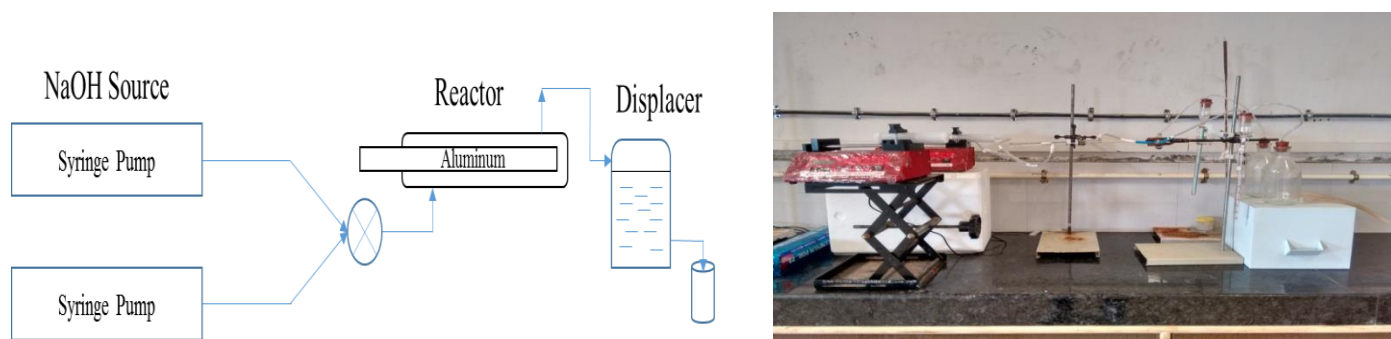 NaOH Source
Reactor
Displacer
Syringe Pump
Aluminum
Syringe Pump